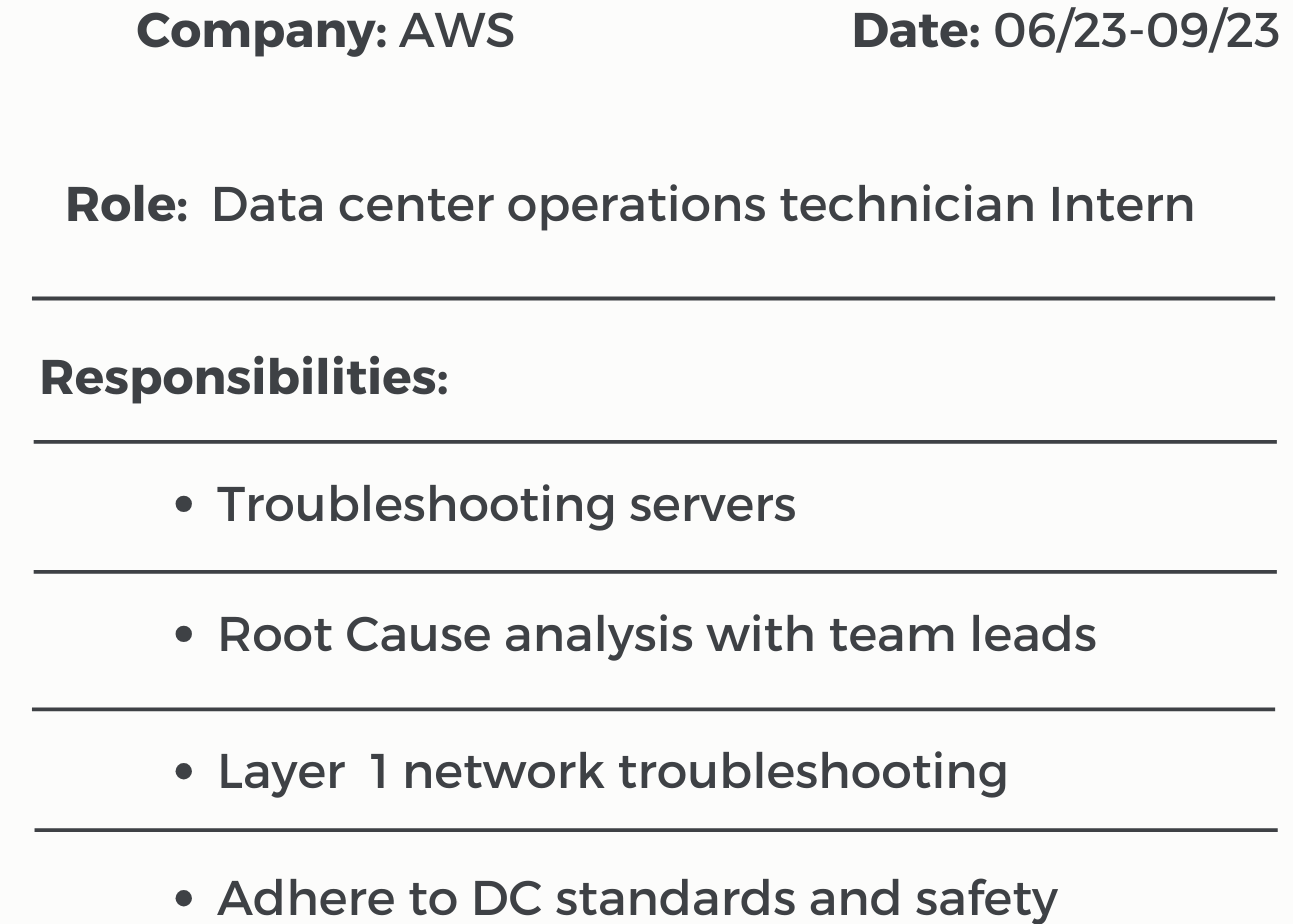 Company: AWS Date: 06/23-09/23
Role: Data center operations technician Intern
Responsibilities:
• Troubleshooting servers
• Root Cause analysis with team leads
• Layer 1 network troubleshooting
• Adhere to DC standards and safety